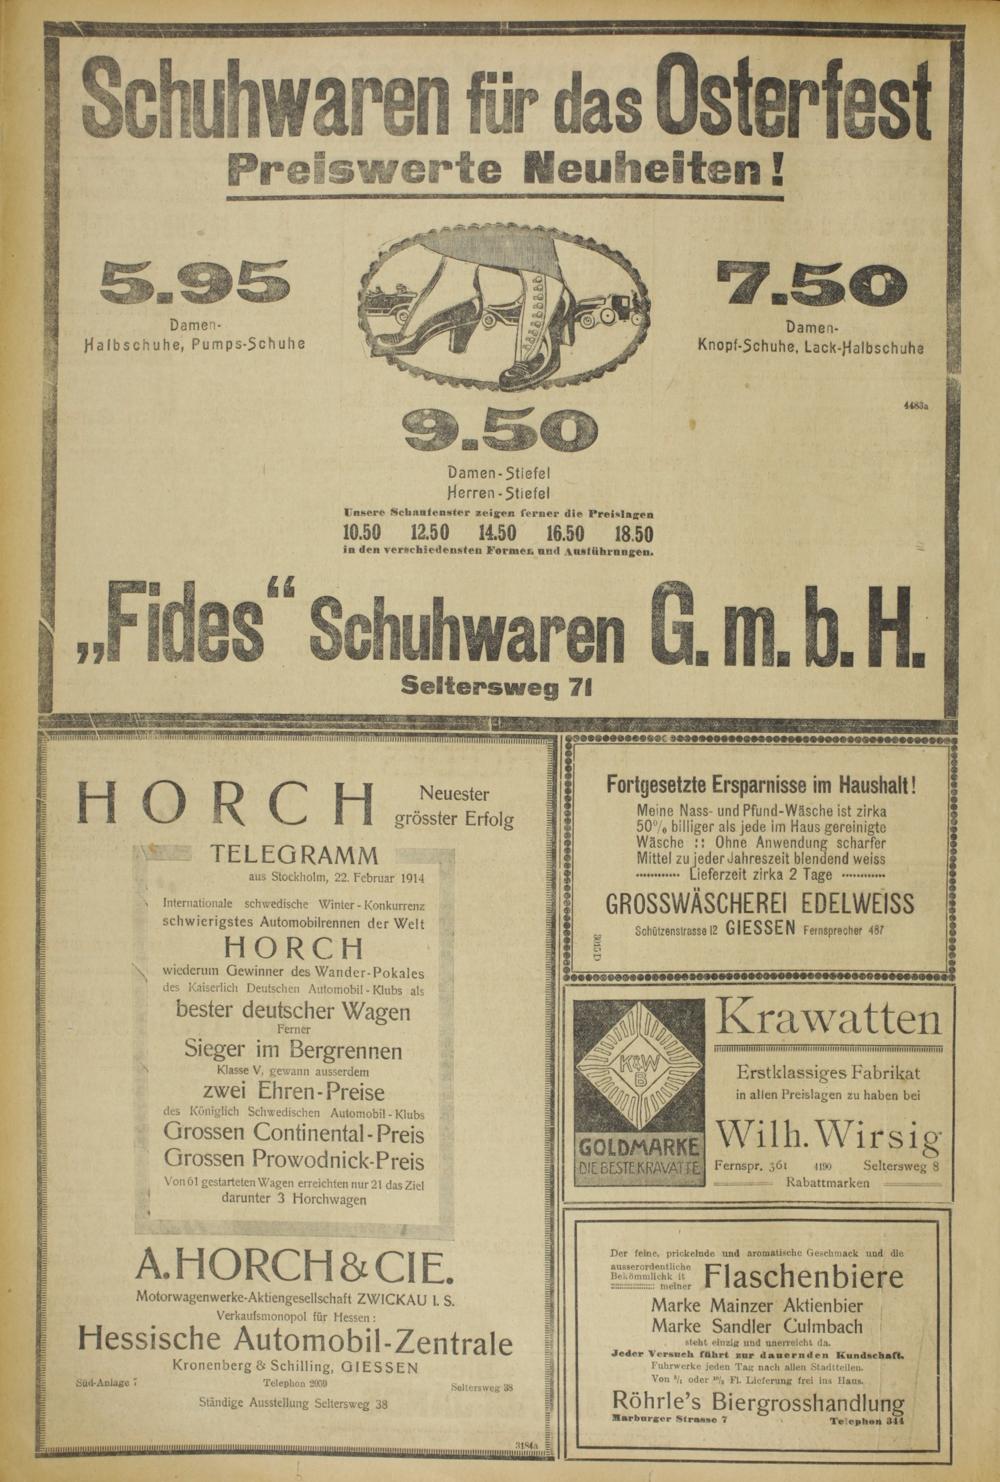 Schuhwaren für das Osterfest
Preiswerte Neuheiten!
5.95
Damen-
Halbschuhe, Pumps-Schuhe
7.50
Damen-
Knopf-Schuhe, Lack-Halbschuhe
4483a
9.50
Damen-Stiefel
Herren-Stiefel
Unsere Schaufenster zeigen ferner die Preislagen
10.50 12.50 14.50 16.50 18.50
in den verschiedensten Formen und Ausführungen.
„Fides“ Schuhwaren G. m. b. H.
Seltersweg 71
HORCH Neuester
grösster Erfolg
TELEGRAMM
aus Stockholm, 22. Februar 1914
Internationale schwedische Winter-Konkurrenz
schwierigstes Automobilrennen der Welt
HORCH
wiederum Gewinner des Wander-Pokales
des Kaiserlich Deutschen Automobil-Klubs als
bester deutscher Wagen
Ferner
Sieger im Bergrennen
Klasse V, gewann ausserdem
zwei Ehren-Preise
des Königlich Schwedischen Automobil-Klubs
Grossen Continental-Preis
Grossen Prowodnick-Preis
Von 61 gestarteten Wagen erreichten nur 21 das Ziel
darunter 3 Horchwagen
A. HORCH & CIE.
Motorwagenwerke-Aktiengesellschaft ZWICKAU I. S.
Verkaufsmonopol für Hessen:
Hessische Automobil-Zentrale
Kronenberg & Schilling, GIESSEN
Süd-Anlage 7 Telephon 2059 Seltersweg 38
Ständige Ausstellung Seltersweg 38
3184a
Fortgesetzte Ersparnisse im Haushalt!
Meine Nass- und Pfund-Wäsche ist zirka
50% billiger als jede im Haus gereinigte
Wäsche :: Ohne Anwendung scharfer
Mittel zu jeder Jahreszeit blendend weiss
Lieferzeit zirka 2 Tage
GROSSWÄSCHEREI EDELWEISS
Schützenstrasse 12 GIESSEN Fernsprecher 487
K&W
B
GOLDMARKE
DIE BESTE KRAVATTE
Krawatten
Erstklassiges Fabrikat
in allen Preislagen zu haben bei
Wilh. Wirsig
Fernspr. 361 4190 Seltersweg 8
Rabattmarken
Der feine, prickelnde und aromatische Geschmack und die
ausserordentliche
Bekömmlichk it
meiner Flaschenbiere
Marke Mainzer Aktienbier
Marke Sandler Culmbach
steht einzig und unerreicht da.
Jeder Versuch führt zur dauernden Kundschaft.
Fuhrwerke jeden Tag nach allen Stadtteilen.
Von oder Fl. Lieferung frei ins Haus.
Röhrle's Biergrosshandlung
Marburger Strasse 7 Telephon 344